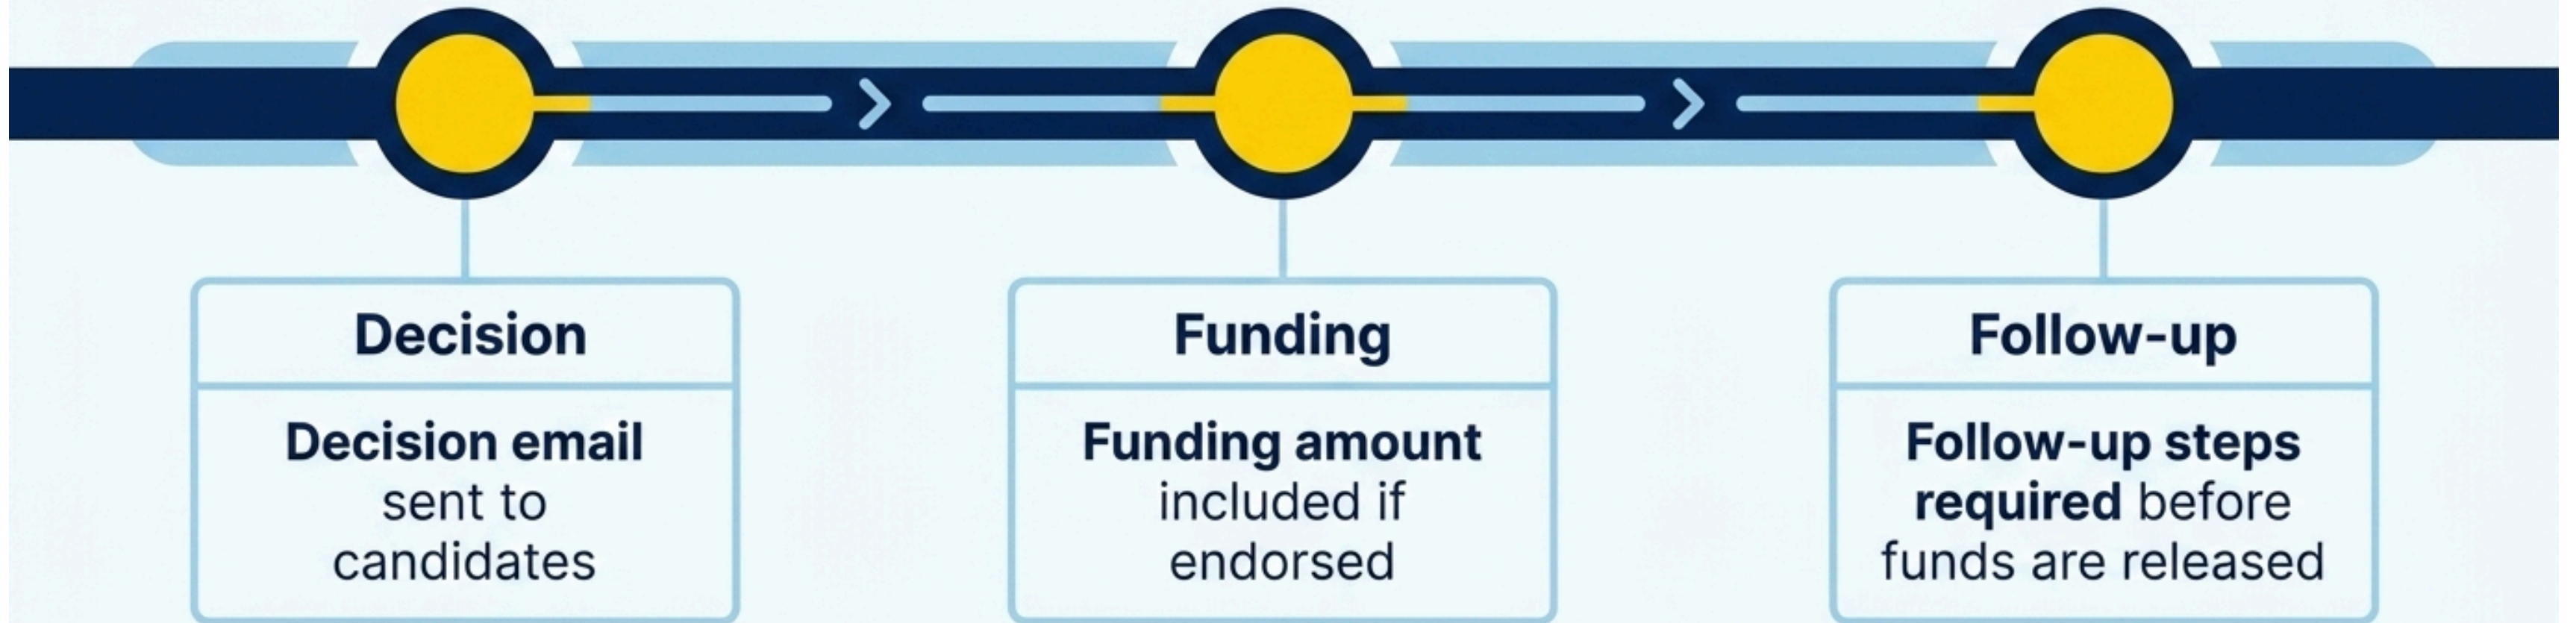 Decision
Decision email
sent to
candidates
Funding
Funding amount
included if
endorsed
Follow-up
Follow-up steps
required before
funds are released